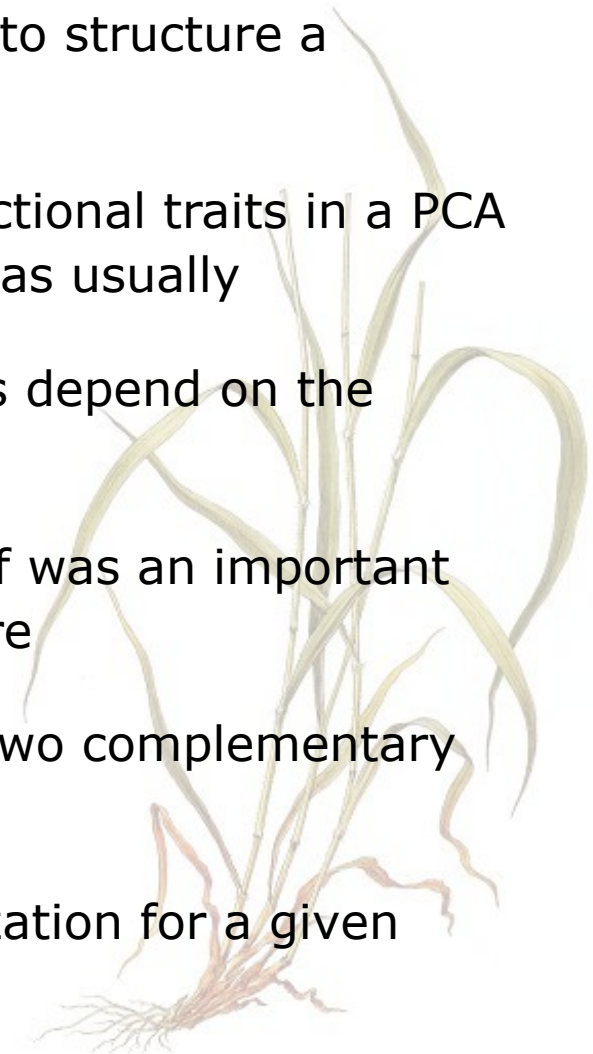 to structure a
ctional traits in a PCA
as usually
s depend on the
f was an important
re
wo complementary
tation for a given